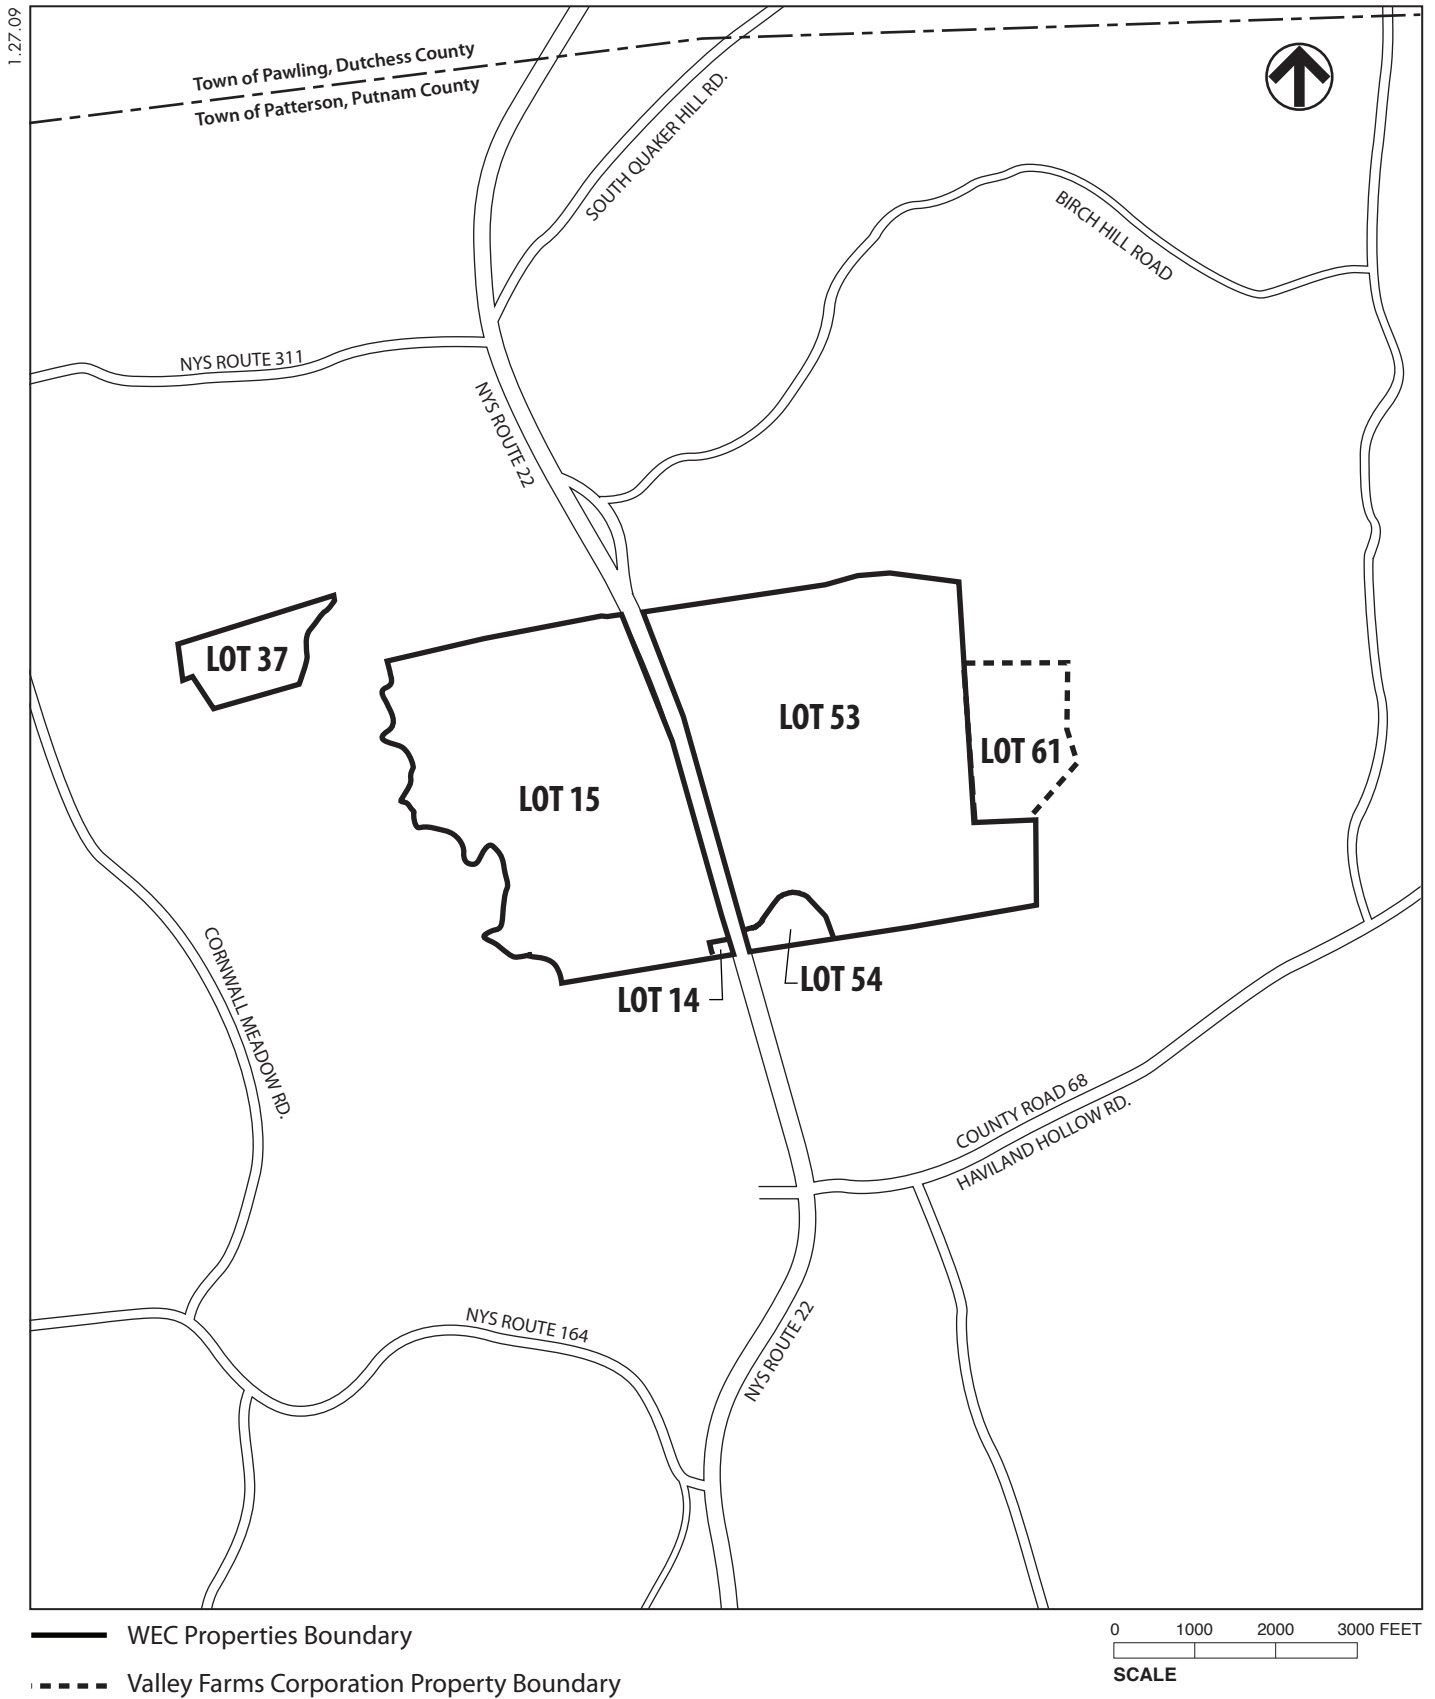 1.27.09
Town of Pawling, Dutchess County
Town of Patterson, Putnam County
SOUTH QUAKER HILL RD.
BIRCH HILL ROAD
NYS ROUTE 311
NYS ROUTE 22
LOT 37
LOT 53
LOT 61
LOT 15
LOT 54
LOT 14
CORNWALL MEADOW RD.
COUNTY ROAD 68
HAVILAND HOLLOW RD.
NYS ROUTE 164
NYS ROUTE 22
WEC Properties Boundary
Valley Farms Corporation Property Boundary
0 1000 2000 3000 FEET
SCALE